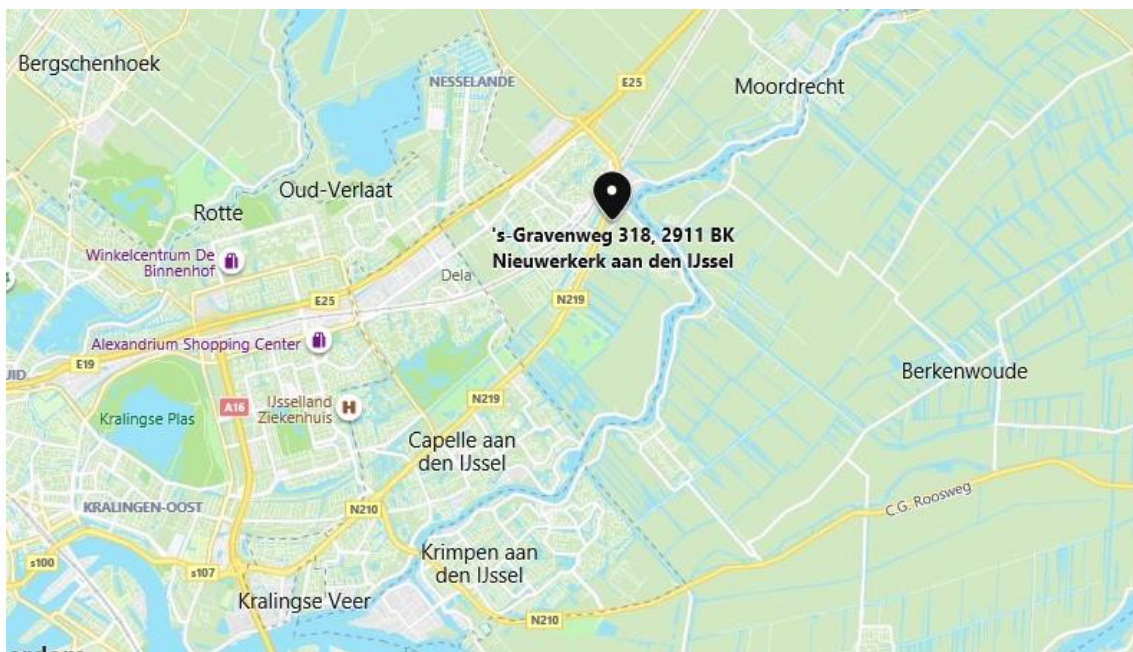 Bergschenhoek
NESSELANDE
E25
Moordrecht
Oud-Verlaat
Rotte
's-Gravenweg 318, 2911 BK
Nieuwerkerk aan den IJssel
Winkelcentrum De
Binnenhof
Dela
E25
N219
Alexandrium Shopping Center
E19
UID
Berkenwoude
A16
IJsselland
Ziekenhuis
H
N219
Kralingse Plas
Capelle aan
den IJssel
KRALINGEN-OOST
N210
C.G. Roosweg
Krimpen aan
den IJssel
s100
s107
Kralingse Veer
N210